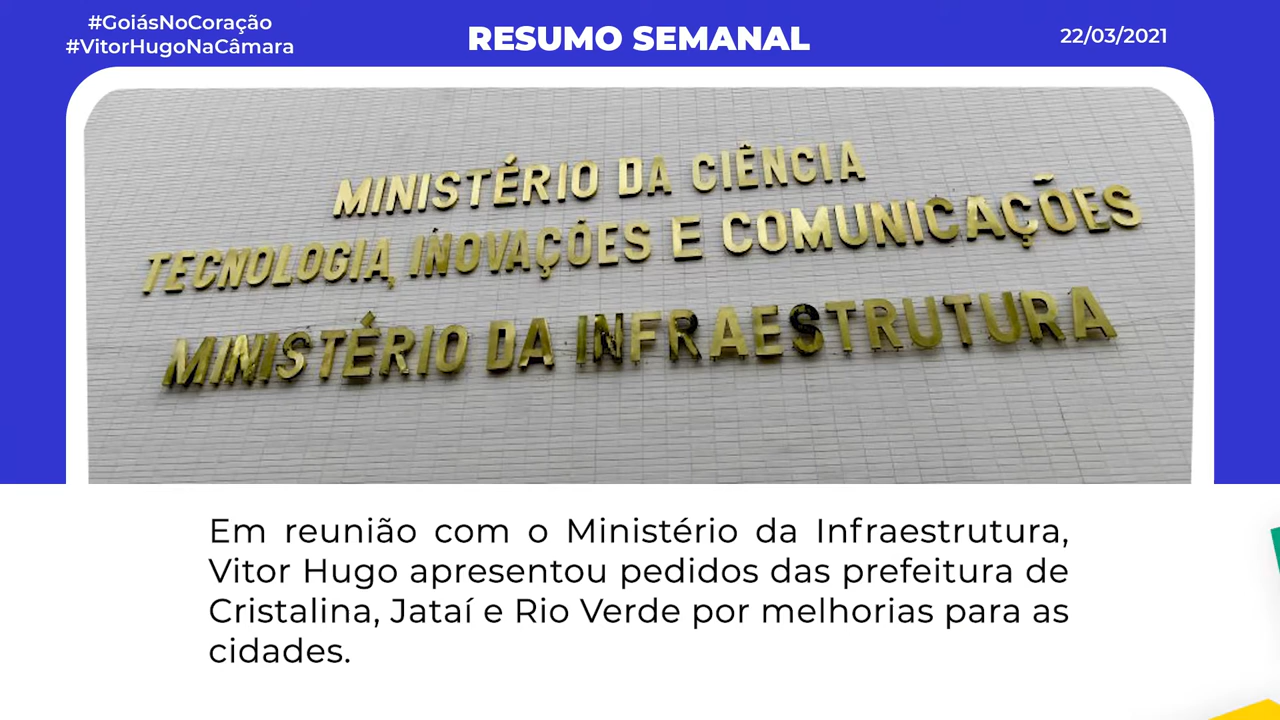 #GoiásNoCoração
#VitorHugoNaCâmara
RESUMO SEMANAL
22/03/2021
MINISTÉRIO DA CIÊNCIA
TECNOLOGIA, INOVAÇÕES E COMUNICAÇÕES
MINISTÉRIO DA INFRAESTRUTURA
Em reunião com o Ministério da Infraestrutura,
Vitor Hugo apresentou pedidos das prefeitura de
Cristalina, Jataí e Rio Verde por melhorias para as
cidades.